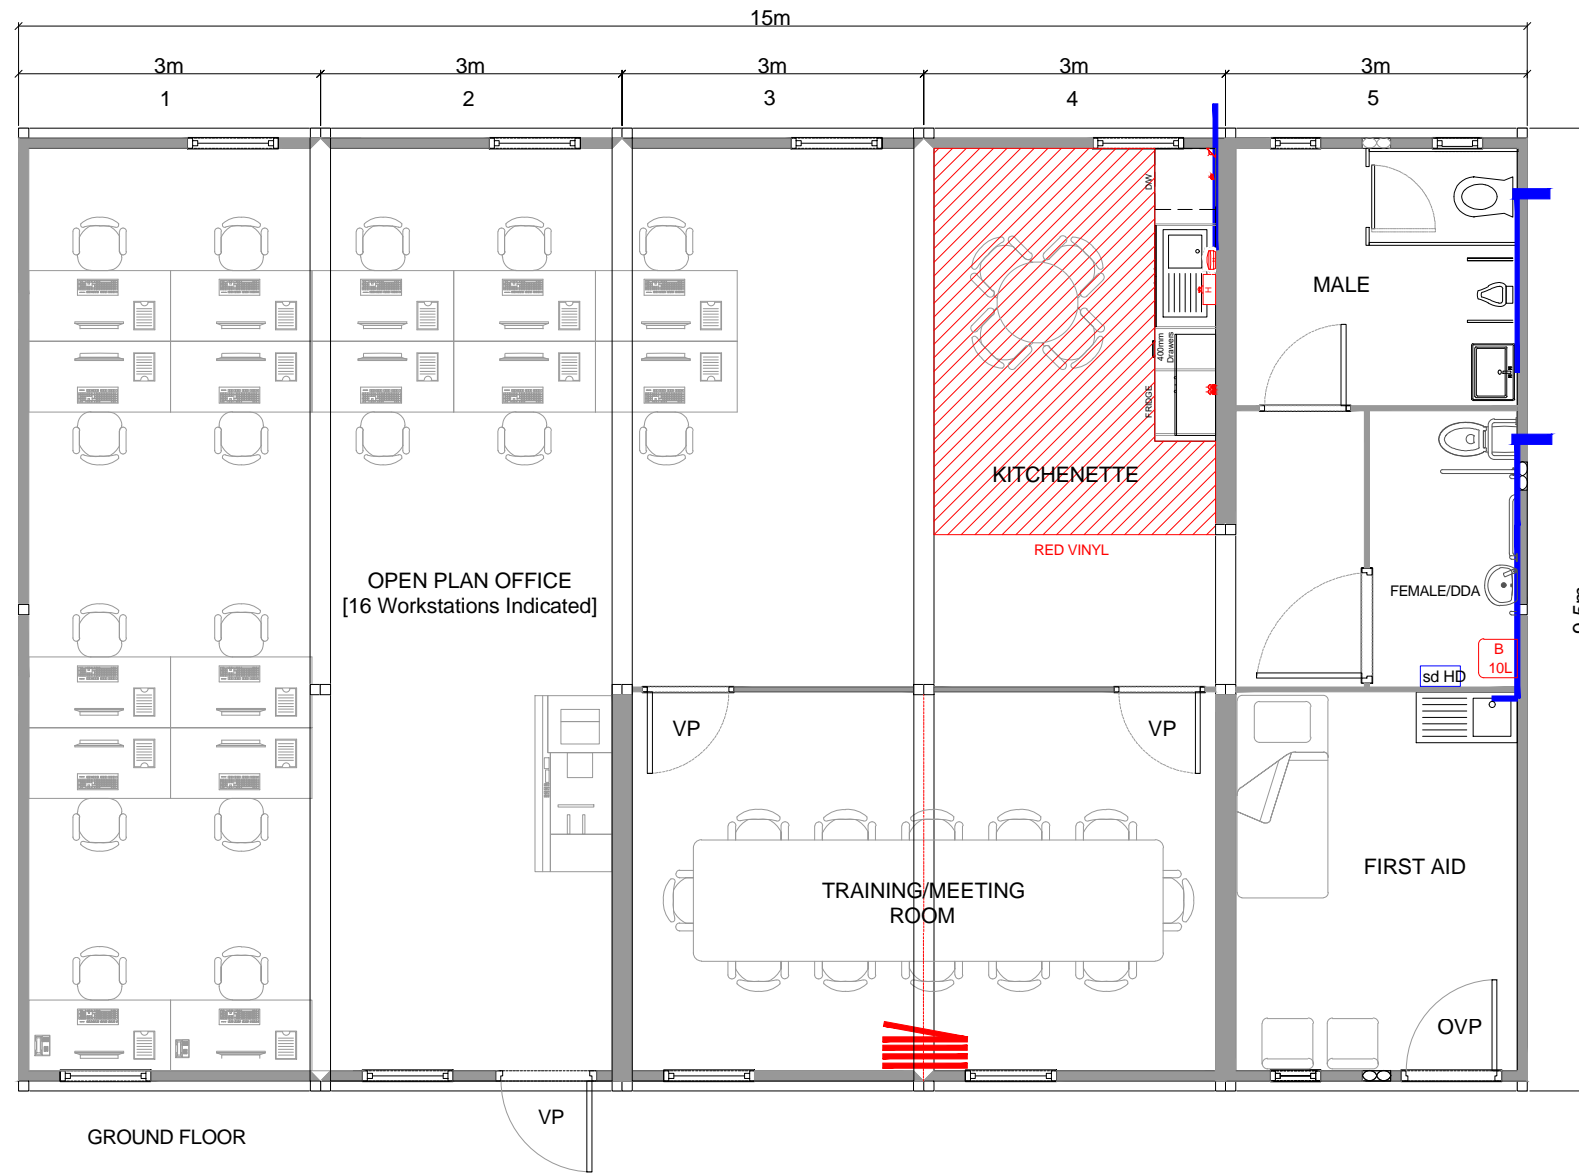 15m
3m 3m 3m 3m 3m
1 2 3 4 5
D/W
H
MALE
400mm
Drawers
FRIDGE
KITCHENETTE
RED VINYL
OPEN PLAN OFFICE
[16 Workstations Indicated]
FEMALE/DDA
B
10L
sd HD
VP VP
TRAINING/MEETING
ROOM
FIRST AID
OVP
VP
GROUND FLOOR